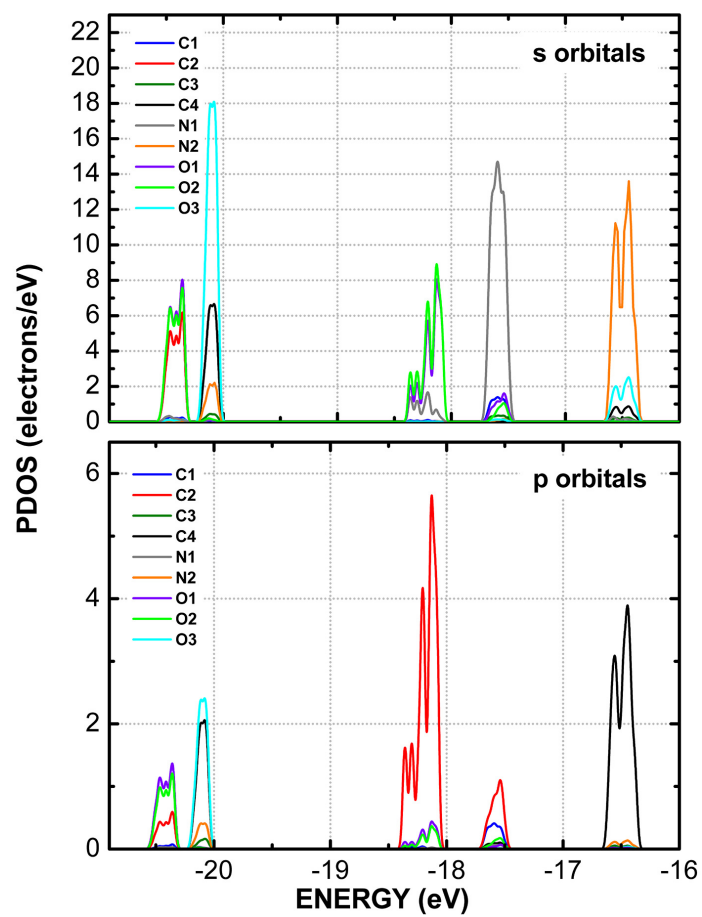 22
20
18
16
14
12
10
8
6
4
2
0
C1
C2
C3
C4
N1
N2
O1
O2
O3
s orbitals
PDOS (electrons/eV)
6
4
2
0
C1
C2
C3
C4
N1
N2
O1
O2
O3
p orbitals
-20 -19 -18 -17 -16
ENERGY (eV)